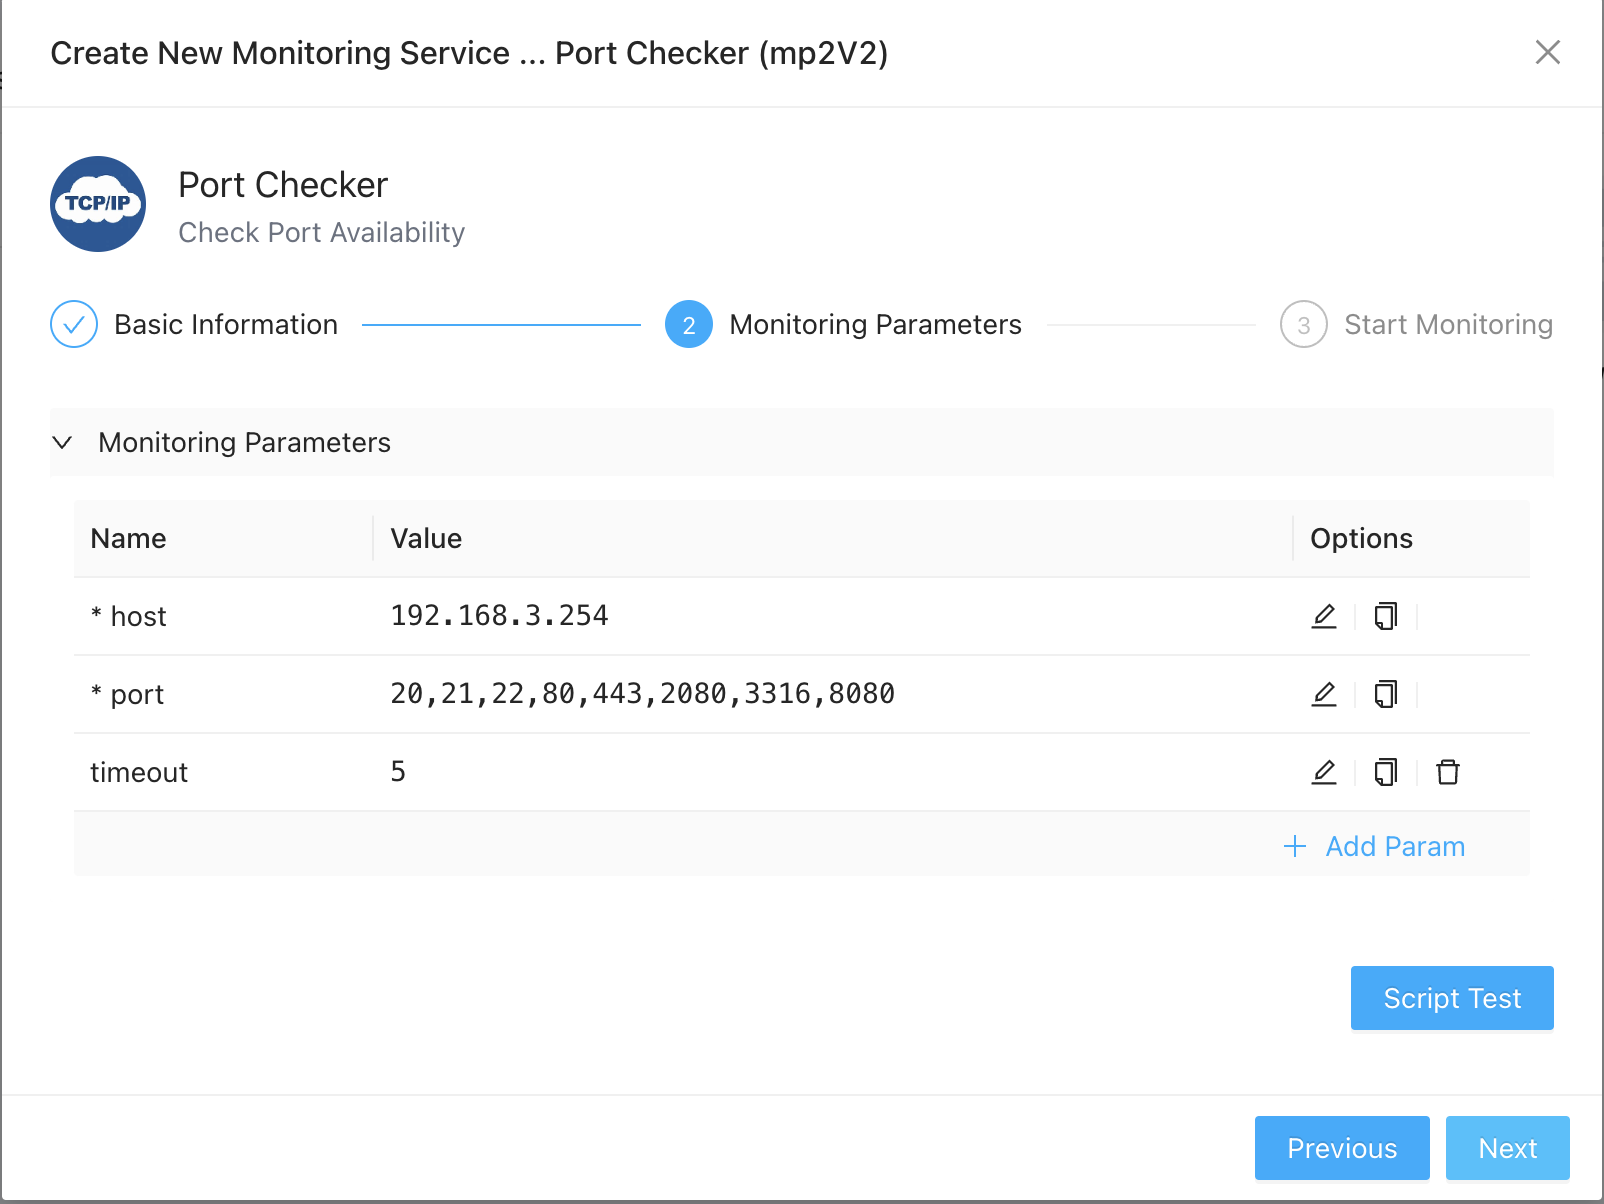 Create New Monitoring Service ... Port Checker (mp2V2)
TCP/IP
Port Checker
Check Port Availability
Basic Information
2 Monitoring Parameters
3 Start Monitoring
Monitoring Parameters
Name Value Options
* host 192.168.3.254
* port 20,21,22,80,443,2080,3316,8080
timeout 5
+ Add Param
Script Test
Previous Next